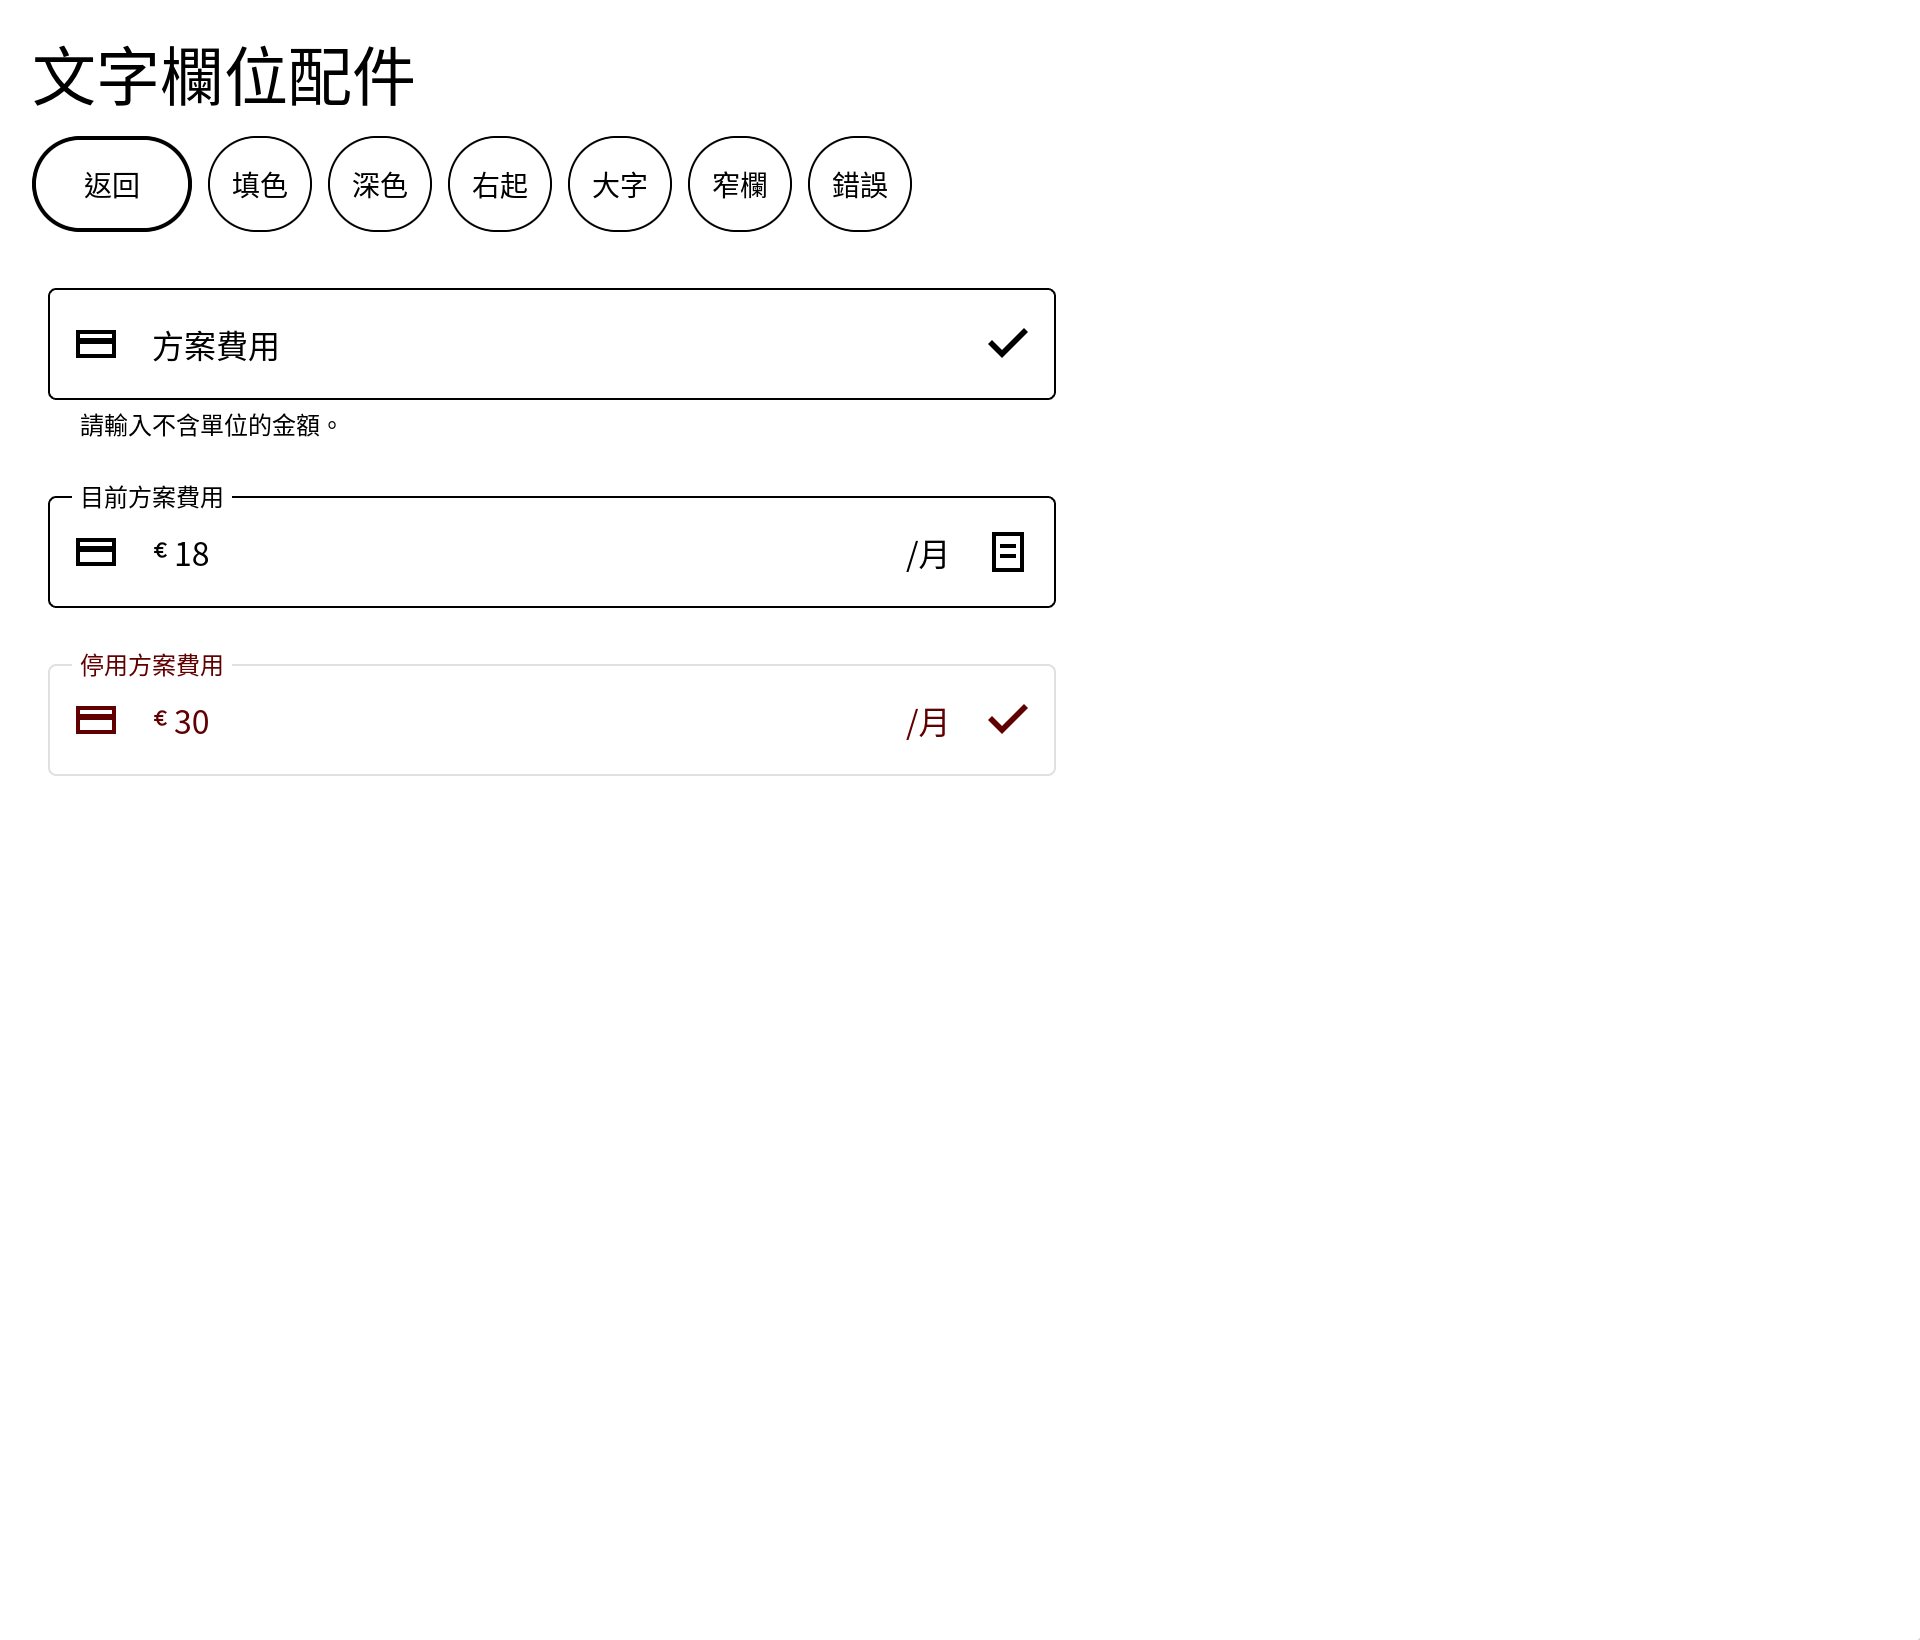 文字欄位配件
返回 填色 深色 右起 大字 窄欄 錯誤
方案費用
請輸入不含單位的金額。
目前方案費用
€ 18 /月
停用方案費用
€ 30 /月